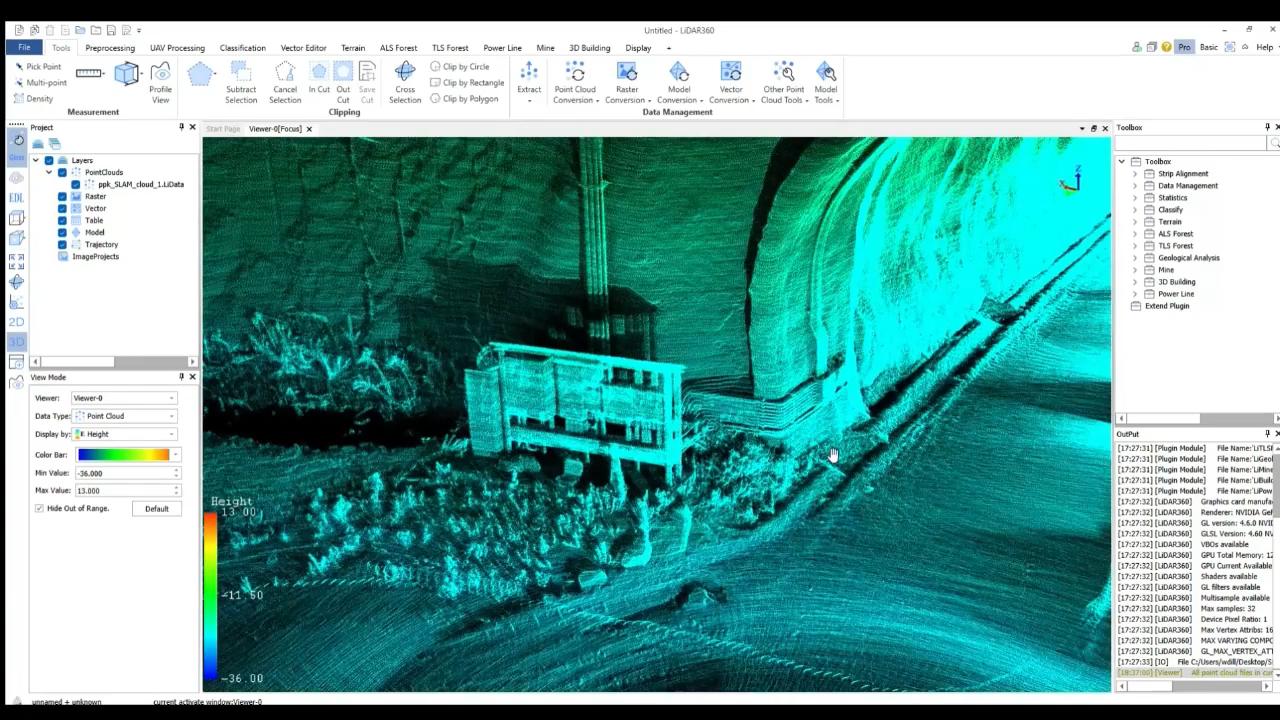 Untitled - LiDAR360
File Tools Preprocessing UAV Processing Classification Vector Editor Terrain ALS Forest TLS Forest Power Line Mine 3D Building Display Pro Basic Help
Pick Point
Multi-point
Density
Profile View
Measurement
Subtract Selection
Cancel Selection
In Cut
Out Cut
Save Cut
Cross Selection
Clip by Circle
Clip by Rectangle
Clip by Polygon
Clipping
Extract
Point Cloud Conversion
Raster Conversion
Model Conversion
Vector Conversion
Other Point Cloud Tools
Model Tools
Data Management
Project
EDL
2D
3D
Layers
PointClouds
ppk_SLAM_cloud_1.LiData
Raster
Vector
Table
Model
Trajectory
ImageProjects
View Mode
Viewer: Viewer-0
Data Type: Point Cloud
Display by: Height
Color Bar:
Min Value: -36.000
Max Value: 13.000
Hide Out of Range. Default
Start Page Viewer-0[Focus]
Z
X
Height
13.00
-11.50
-36.00
Toolbox
Toolbox
Strip Alignment
Data Management
Statistics
Classify
Terrain
ALS Forest
TLS Forest
Geological Analysis
Mine
3D Building
Power Line
Extend Plugin
OutPut
[17:27:31] [Plugin Module] File Name:'LiTLSF
[17:27:31] [Plugin Module] File Name:'LiGeol
[17:27:31] [Plugin Module] File Name:'LiMine
[17:27:31] [Plugin Module] File Name:'LiBuil
[17:27:31] [Plugin Module] File Name:'LiPow
[17:27:32] [LiDAR360] Graphics card manufa
[17:27:32] [LiDAR360] Renderer: NVIDIA GeF
[17:27:32] [LiDAR360] GL version: 4.6.0 NVI
[17:27:32] [LiDAR360] GLSL Version: 4.60 NV
[17:27:32] [LiDAR360] VBOs available
[17:27:32] [LiDAR360] GPU Total Memory: 12
[17:27:32] [LiDAR360] GPU Current Available
[17:27:32] [LiDAR360] Shaders available
[17:27:32] [LiDAR360] GL filters available
[17:27:32] [LiDAR360] Multisample available
[17:27:32] [LiDAR360] Max samples: 32
[17:27:32] [LiDAR360] Device Pixel Ratio: 1
[17:27:32] [LiDAR360] Max Vertex Attribs: 16
[17:27:32] [LiDAR360] MAX VARYING COMPO
[17:27:32] [LiDAR360] GL_MAX_VERTEX_ATT
[17:27:33] [IO] File C:/Users/wdill/Desktop/S
[18:37:00] [Viewer] All point cloud files in curr
unnamed + unknown current activate window:Viewer-0